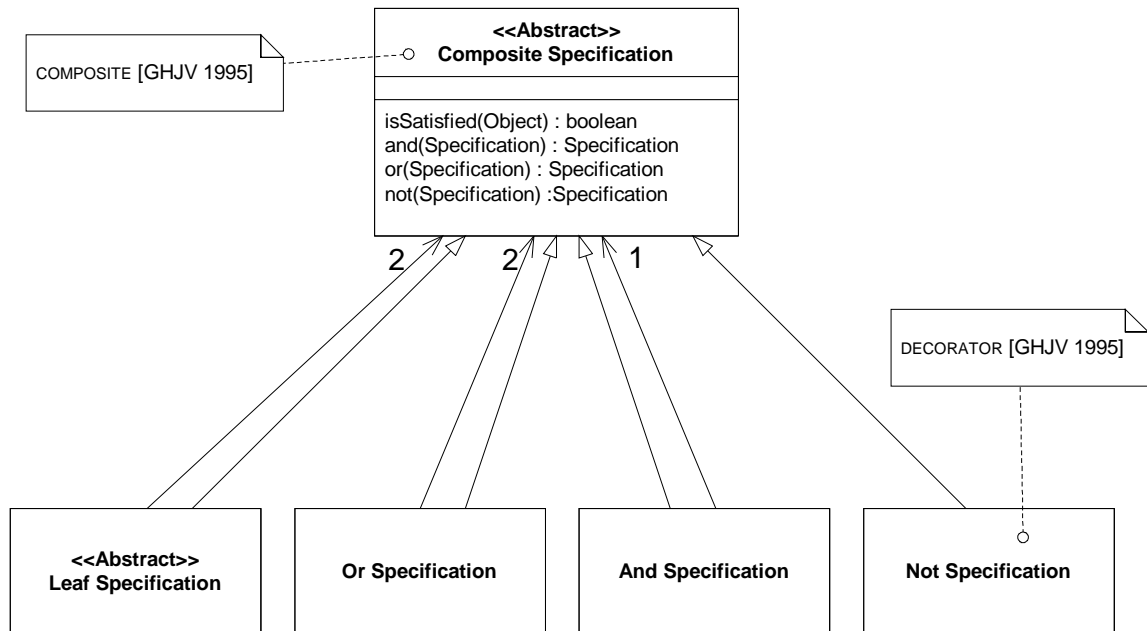 <<Abstract>>
Composite Specification
COMPOSITE [GHJV 1995]
isSatisfied(Object) : boolean
and(Specification) : Specification
or(Specification) : Specification
not(Specification) :Specification
2
2
1
DECORATOR [GHJV 1995]
<<Abstract>>
Leaf Specification
Or Specification
And Specification
Not Specification